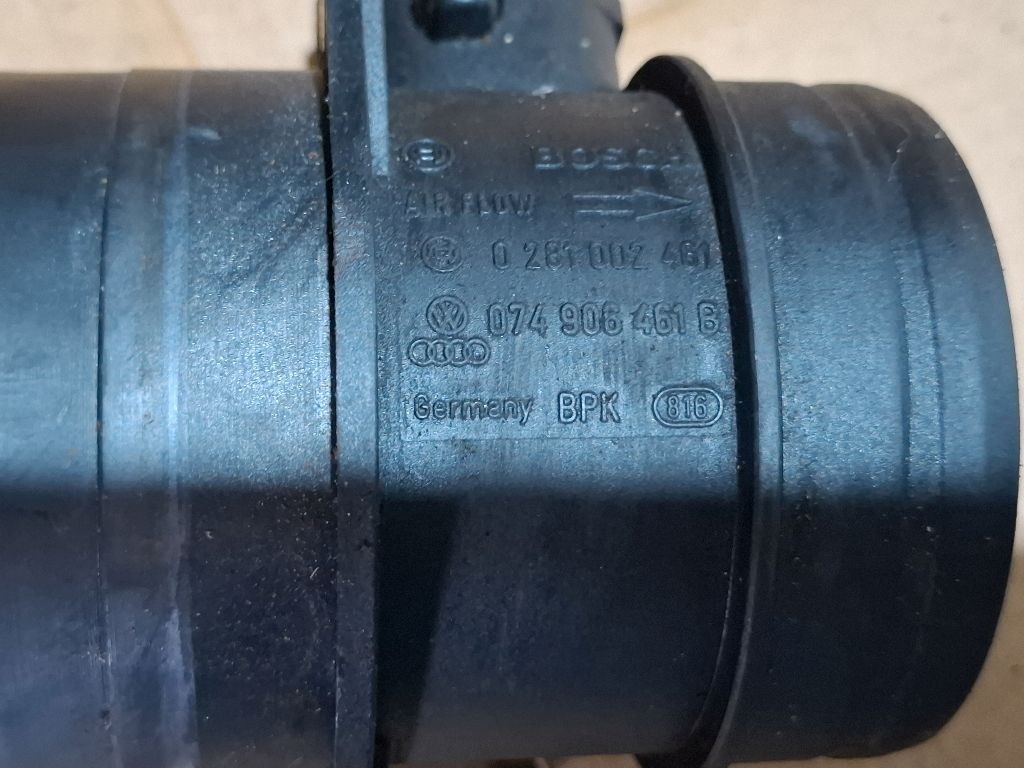 BOSCH
AIR FLOW
0 281 002 461
074 906 461 B
Germany BPK 816